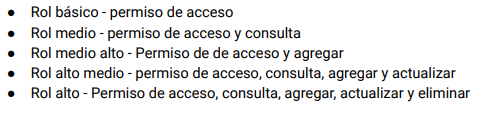 ● Rol básico - permiso de acceso
● Rol medio - permiso de acceso y consulta
● Rol medio alto - Permiso de de acceso y agregar
● Rol alto medio - permiso de acceso, consulta, agregar y actualizar
● Rol alto - Permiso de acceso, consulta, agregar, actualizar y eliminar